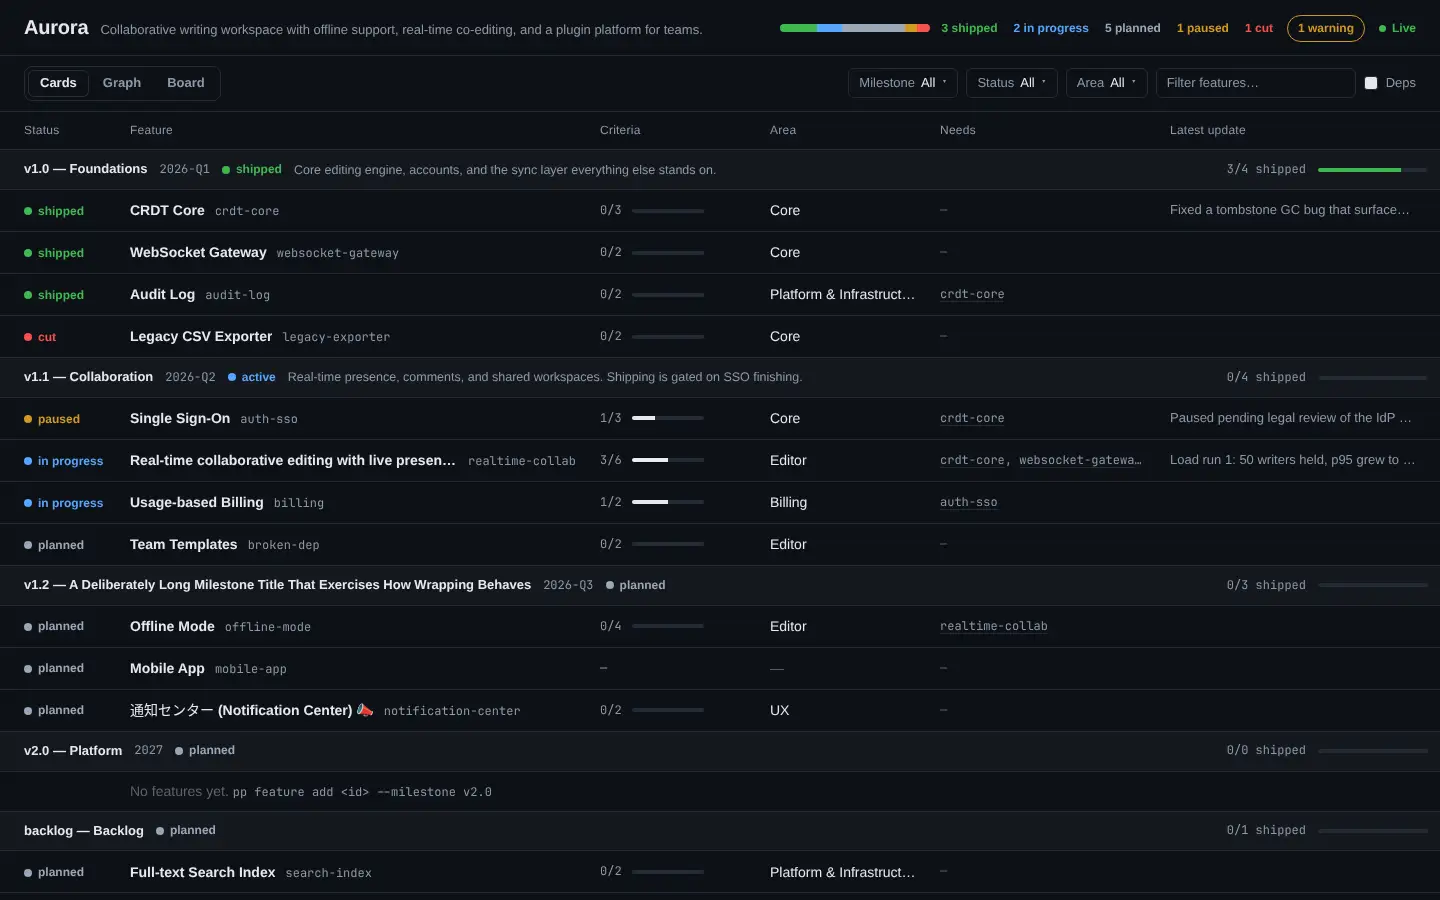 Aurora Collaborative writing workspace with offline support, real-time co-editing, and a plugin platform for teams. 3 shipped 2 in progress 5 planned 1 paused 1 cut 1 warning Live
Cards Graph Board Milestone All Status All Area All Filter features… Deps
Status Feature Criteria Area Needs Latest update
v1.0 — Foundations 2026-Q1 shipped Core editing engine, accounts, and the sync layer everything else stands on. 3/4 shipped
shipped CRDT Core crdt-core 0/3 Core — Fixed a tombstone GC bug that surface…
shipped WebSocket Gateway websocket-gateway 0/2 Core —
shipped Audit Log audit-log 0/2 Platform & Infrastruct… crdt-core
cut Legacy CSV Exporter legacy-exporter 0/2 Core —
v1.1 — Collaboration 2026-Q2 active Real-time presence, comments, and shared workspaces. Shipping is gated on SSO finishing. 0/4 shipped
paused Single Sign-On auth-sso 1/3 Core crdt-core Paused pending legal review of the IdP …
in progress Real-time collaborative editing with live presen… realtime-collab 3/6 Editor crdt-core, websocket-gatewa… Load run 1: 50 writers held, p95 grew to …
in progress Usage-based Billing billing 1/2 Billing auth-sso
planned Team Templates broken-dep 0/2 Editor —
v1.2 — A Deliberately Long Milestone Title That Exercises How Wrapping Behaves 2026-Q3 planned 0/3 shipped
planned Offline Mode offline-mode 0/4 Editor realtime-collab
planned Mobile App mobile-app — — —
planned 通知センター (Notification Center) 📣 notification-center 0/2 UX —
v2.0 — Platform 2027 planned 0/0 shipped
No features yet. pp feature add <id> --milestone v2.0
backlog — Backlog planned 0/1 shipped
planned Full-text Search Index search-index 0/2 Platform & Infrastruct… —